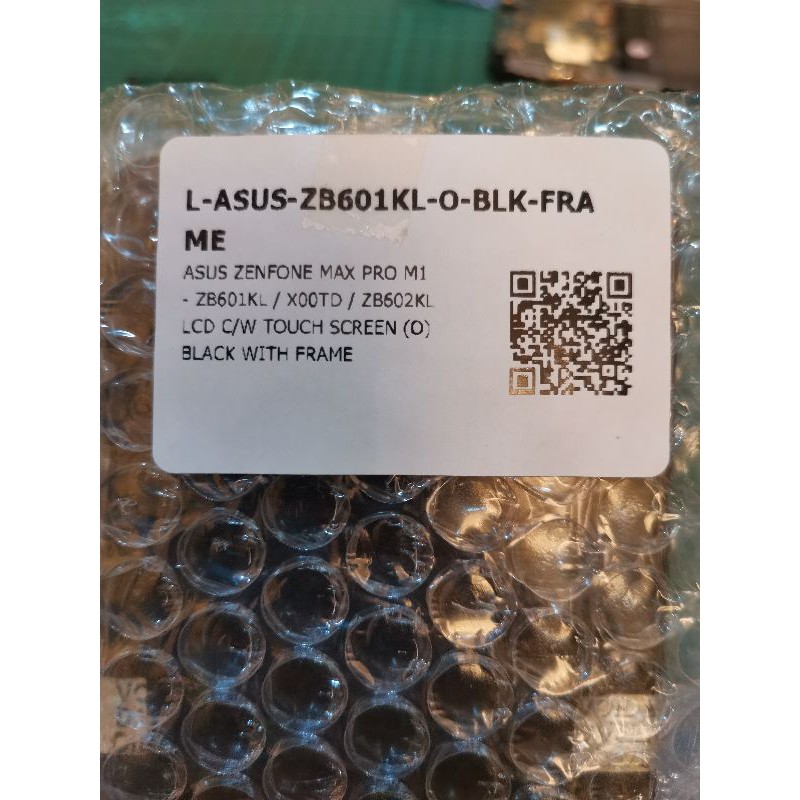 L-ASUS-ZB601KL-O-BLK-FRA
ME
ASUS ZENFONE MAX PRO M1
- ZB601KL / X00TD / ZB602KL
LCD C/W TOUCH SCREEN (O)
BLACK WITH FRAME